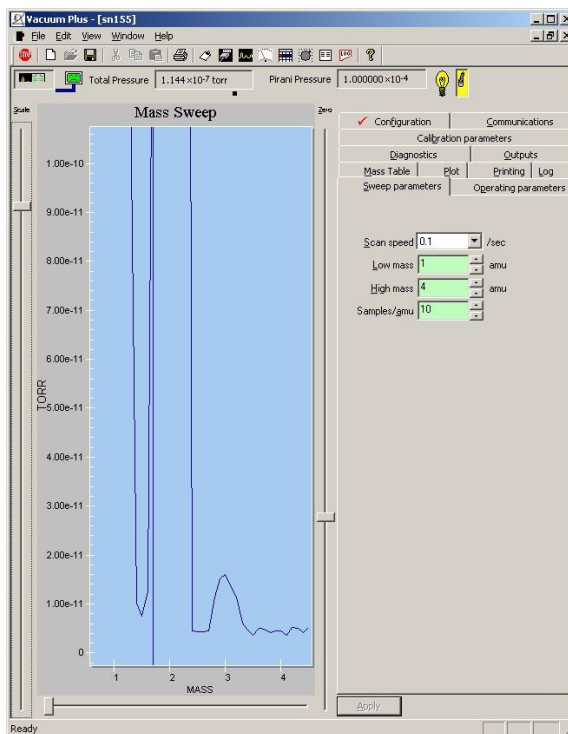 Vacuum Plus - [sn155]
File Edit View Window Help
Total Pressure 1.144×10-⁷ torr Pirani Pressure 1.000000×10-⁴
Scale
Mass Sweep
Zero
1.00e-10
9.00e-11
8.00e-11
7.00e-11
6.00e-11
5.00e-11
4.00e-11
3.00e-11
2.00e-11
1.00e-11
0
TORR
1 2 3 4
MASS
Configuration Communications
Calibration parameters
Diagnostics Outputs
Mass Table Plot Printing Log
Sweep parameters Operating parameters
Scan speed 0.1 /sec
Low mass 1 amu
High mass 4 amu
Samples/amu 10
Apply
Ready